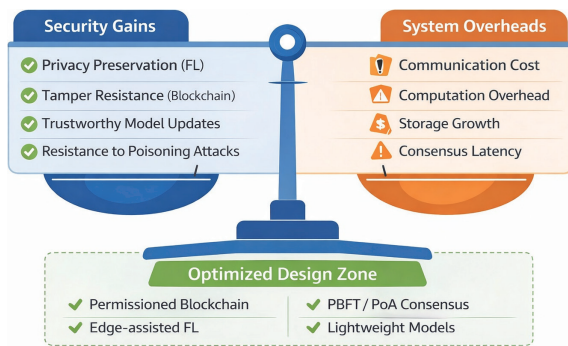 Security Gains
Privacy Preservation (FL)
Tamper Resistance (Blockchain)
Trustworthy Model Updates
Resistance to Poisoning Attacks
System Overheads
Communication Cost
Computation Overhead
$
Storage Growth
Consensus Latency
Optimized Design Zone
Permissioned Blockchain
Edge-assisted FL
PBFT / PoA Consensus
Lightweight Models